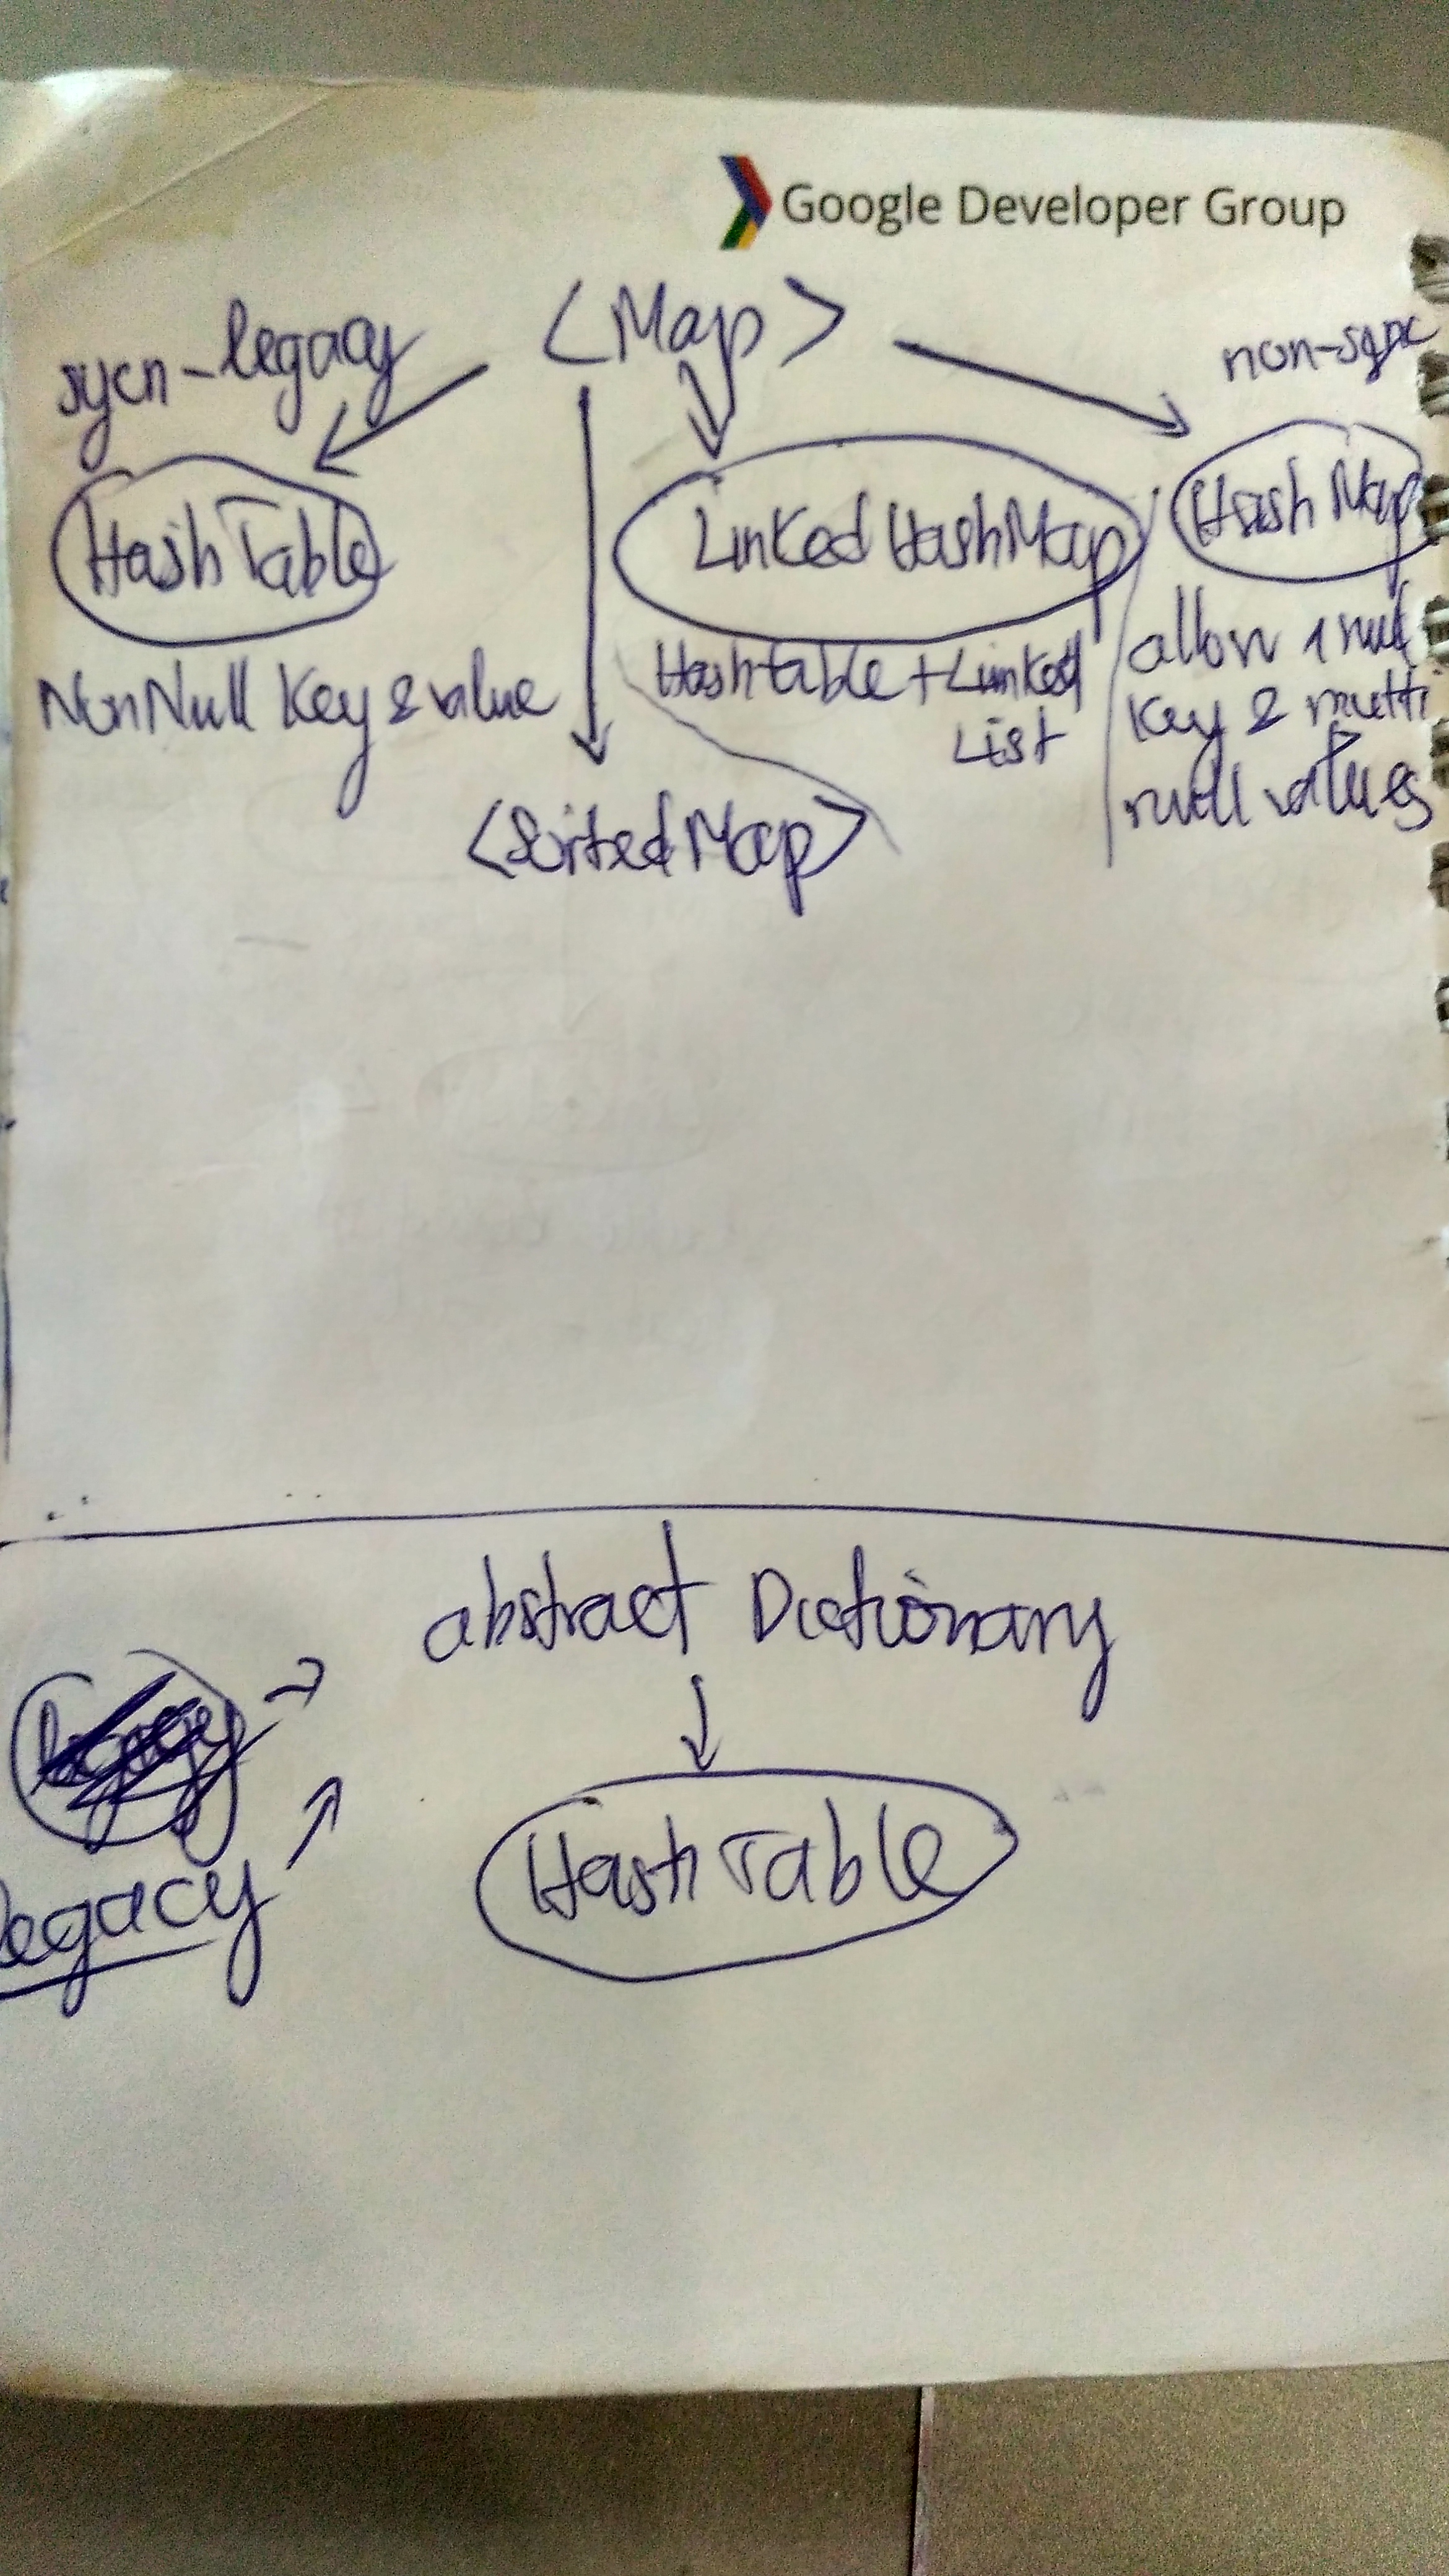 Google Developer Group
<Map>
sycn-legacy
non-sync
HashTable
LinkedHashMap
HashMap
NonNull Key & value
Hashtable + Linked
List
allow 1 null
Key & multi
null values
<SortedMap>
abstract Dictionary
legacy
HashTable